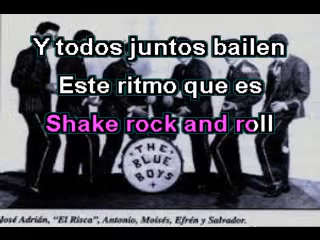 Y todos juntos bailen
Este ritmo que es
Shake rock and roll
THE
BLUE
BOYS
José Adrián, "El Risca", Antonio, Moisés, Efrén y Salvador.